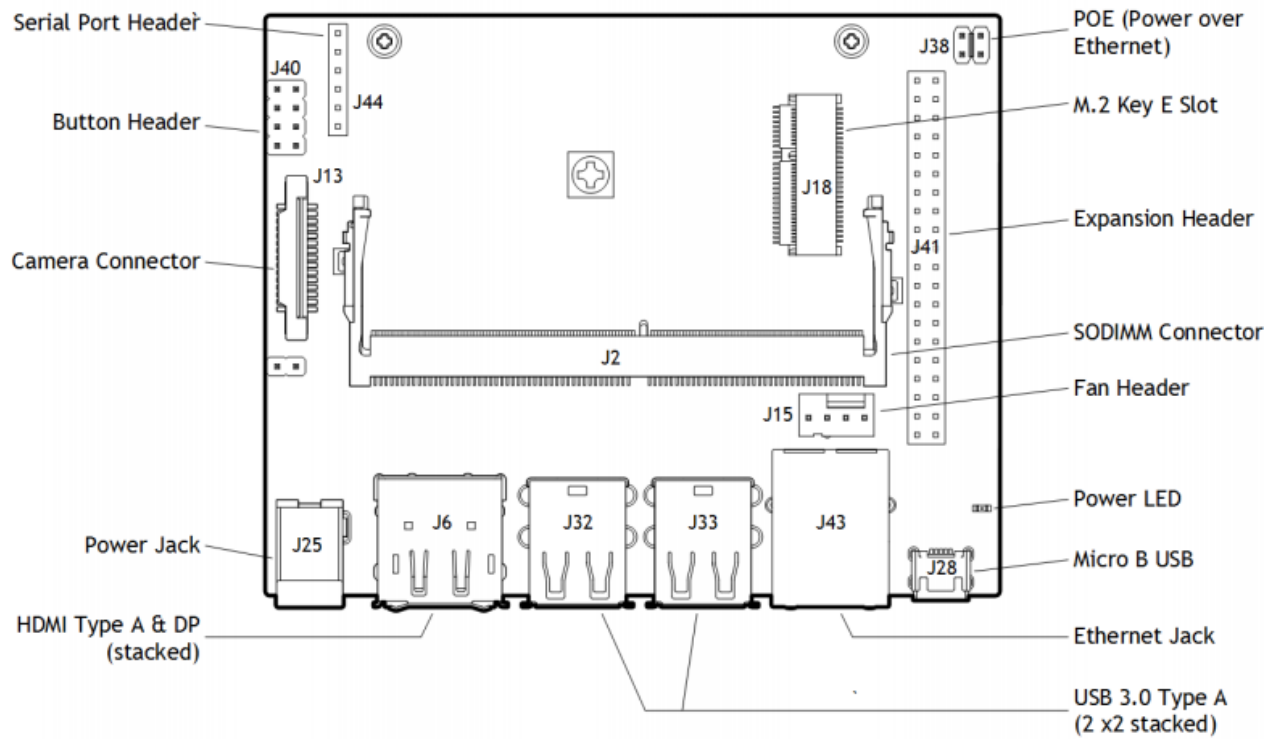 Serial Port Header
POE (Power over
Ethernet)
J38
J40
J44
M.2 Key E Slot
Button Header
J13
J18
Expansion Header
J41
Camera Connector
SODIMM Connector
J2
Fan Header
J15
Power LED
J6
J32
J33
J43
Power Jack
J25
Micro B USB
J28
HDMI Type A & DP
(stacked)
Ethernet Jack
USB 3.0 Type A
(2 x2 stacked)